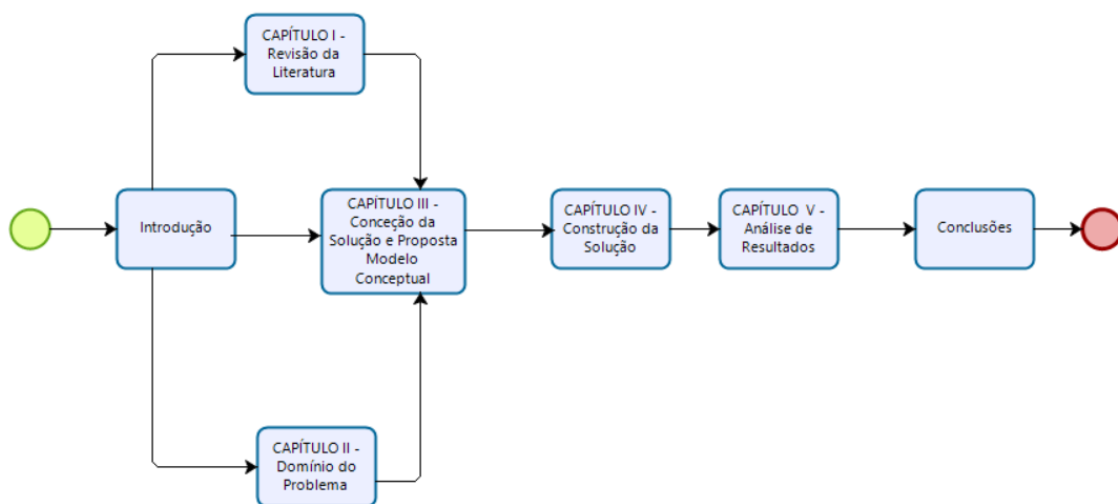 CAPÍTULO I -
Revisão da
Literatura
Introdução
CAPÍTULO III -
Conceção da
Solução e Proposta
Modelo
Conceptual
CAPÍTULO IV -
Construção da
Solução
CAPÍTULO  V -
Análise de
Resultados
Conclusões
CAPÍTULO II -
Domínio do
Problema